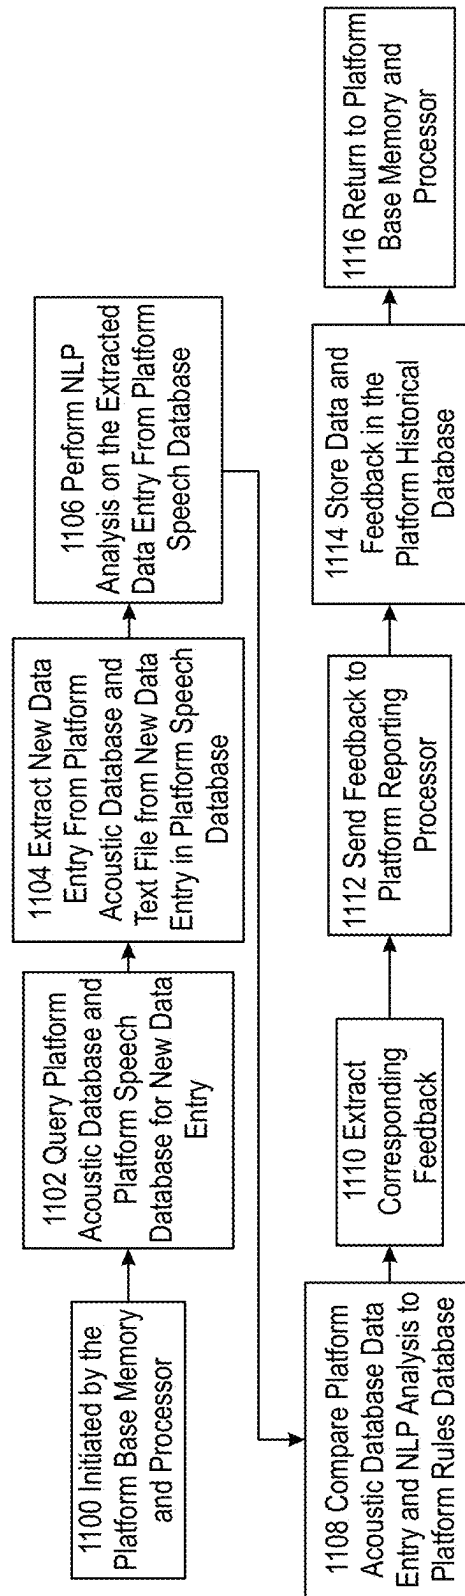 1100 Initiated by the
Platform Base Memory
and Processor
1102 Query Platform
Acoustic Database and
Platform Speech
Database for New Data
Entry
1104 Extract New Data
Entry From Platform
Acoustic Database and
Text File from New Data
Entry in Platform Speech
Database
1106 Perform NLP
Analysis on the Extracted
Data Entry From Platform
Speech Database
1108 Compare Platform
Acoustic Database Data
Entry and NLP Analysis to
Platform Rules Database
1110 Extract
Corresponding
Feedback
1112 Send Feedback to
Platform Reporting
Processor
1114 Store Data and
Feedback in the
Platform Historical
Database
1116 Return to Platform
Base Memory and
Processor